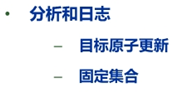 • 分析和日志
– 目标原子更新
– 固定集合